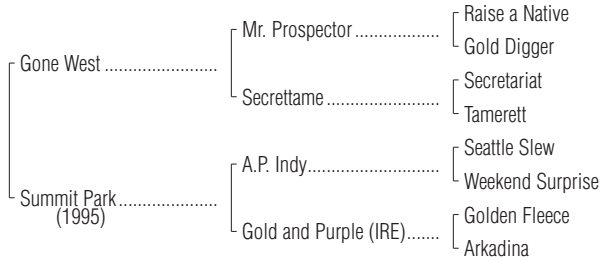 Raise a Native
Mr. Prospector ..................
Gold Digger
Gone West ........................
Secretariat
Secrettame ........................
Tamerett
Seattle Slew
A.P. Indy............................
Weekend Surprise
Summit Park.....................
(1995)
Golden Fleece
Gold and Purple (IRE).......
Arkadina